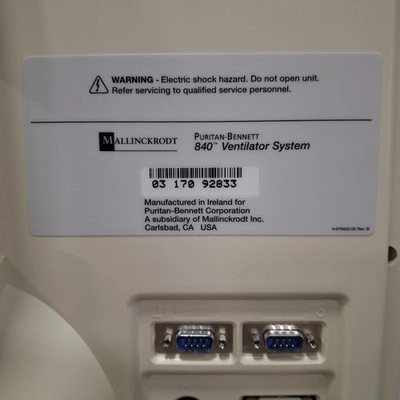 WARNING - Electric shock hazard. Do not open unit.
Refer servicing to qualified service personnel.
MALLINCKRODT
PURITAN-BENNETT
840™ Ventilator System
03 170 92833
Manufactured in Ireland for
Puritan-Bennett Corporation
A subsidiary of Mallinckrodt Inc.
Carlsbad, CA USA